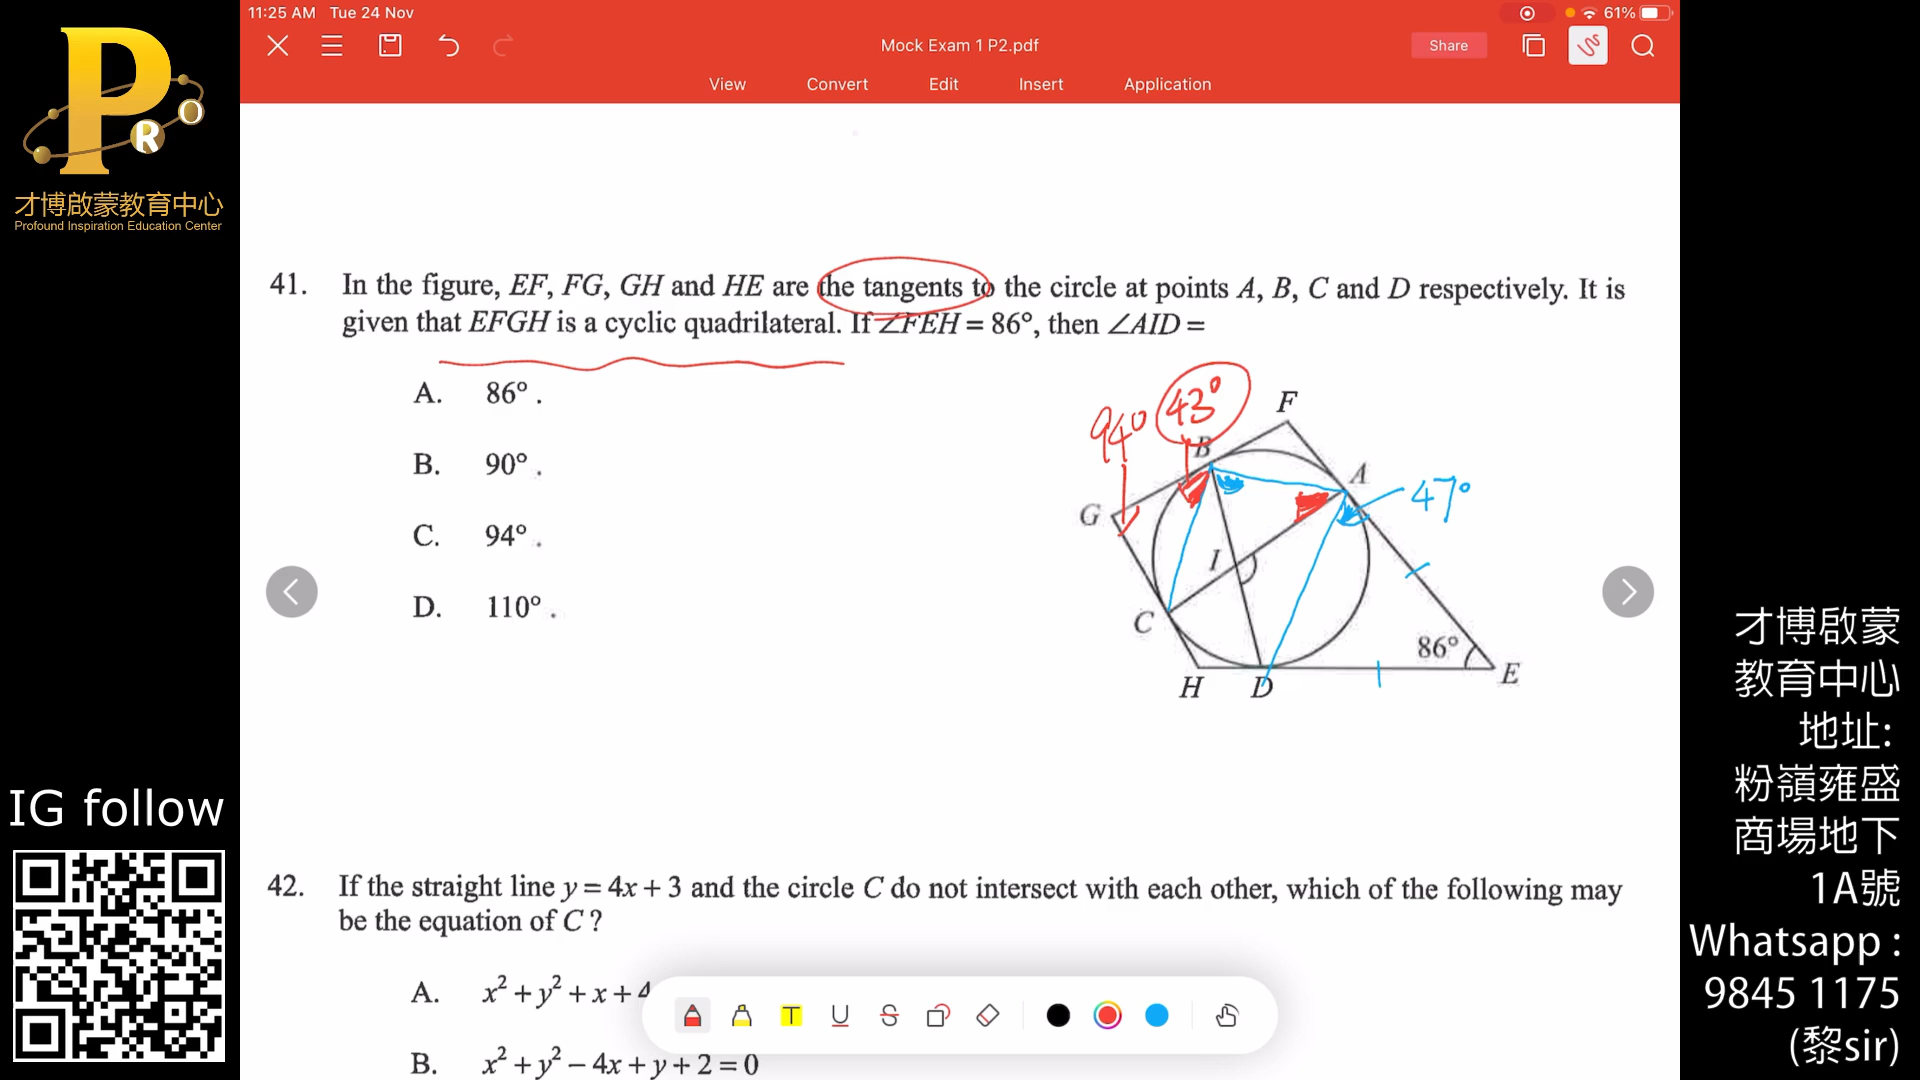 11:25 AM Tue 24 Nov
61%
Mock Exam 1 P2.pdf
Share
View Convert Edit Insert Application
P
R
O
才博啟蒙教育中心
Profound Inspiration Education Center
41. In the figure, EF, FG, GH and HE are the tangents to the circle at points A, B, C and D respectively. It is
given that EFGH is a cyclic quadrilateral. If ∠FEH = 86°, then ∠AID =
A. 86° .
B. 90° .
C. 94° .
D. 110° .
94°
43°
F
B
A
47°
G
I
C
86°
H D E
42. If the straight line y = 4x + 3 and the circle C do not intersect with each other, which of the following may
be the equation of C ?
A. x² + y² + x + 4
B. x² + y² − 4x + y + 2 = 0
T U S
IG follow
才博啟蒙
教育中心
地址:
粉嶺雍盛
商場地下
1A號
Whatsapp :
9845 1175
(黎sir)